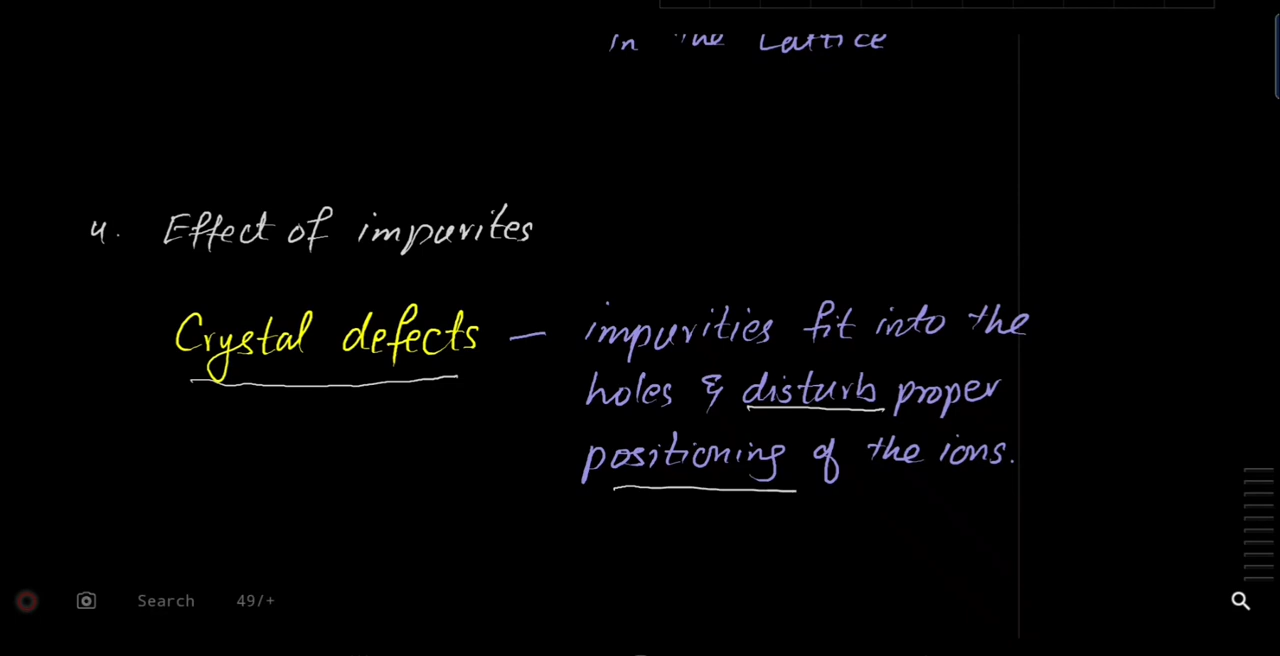 in the Lattice
4. Effect of impurites
Crystal defects — impurities fit into the
holes & disturb proper
positioning of the ions.
Search 49/+